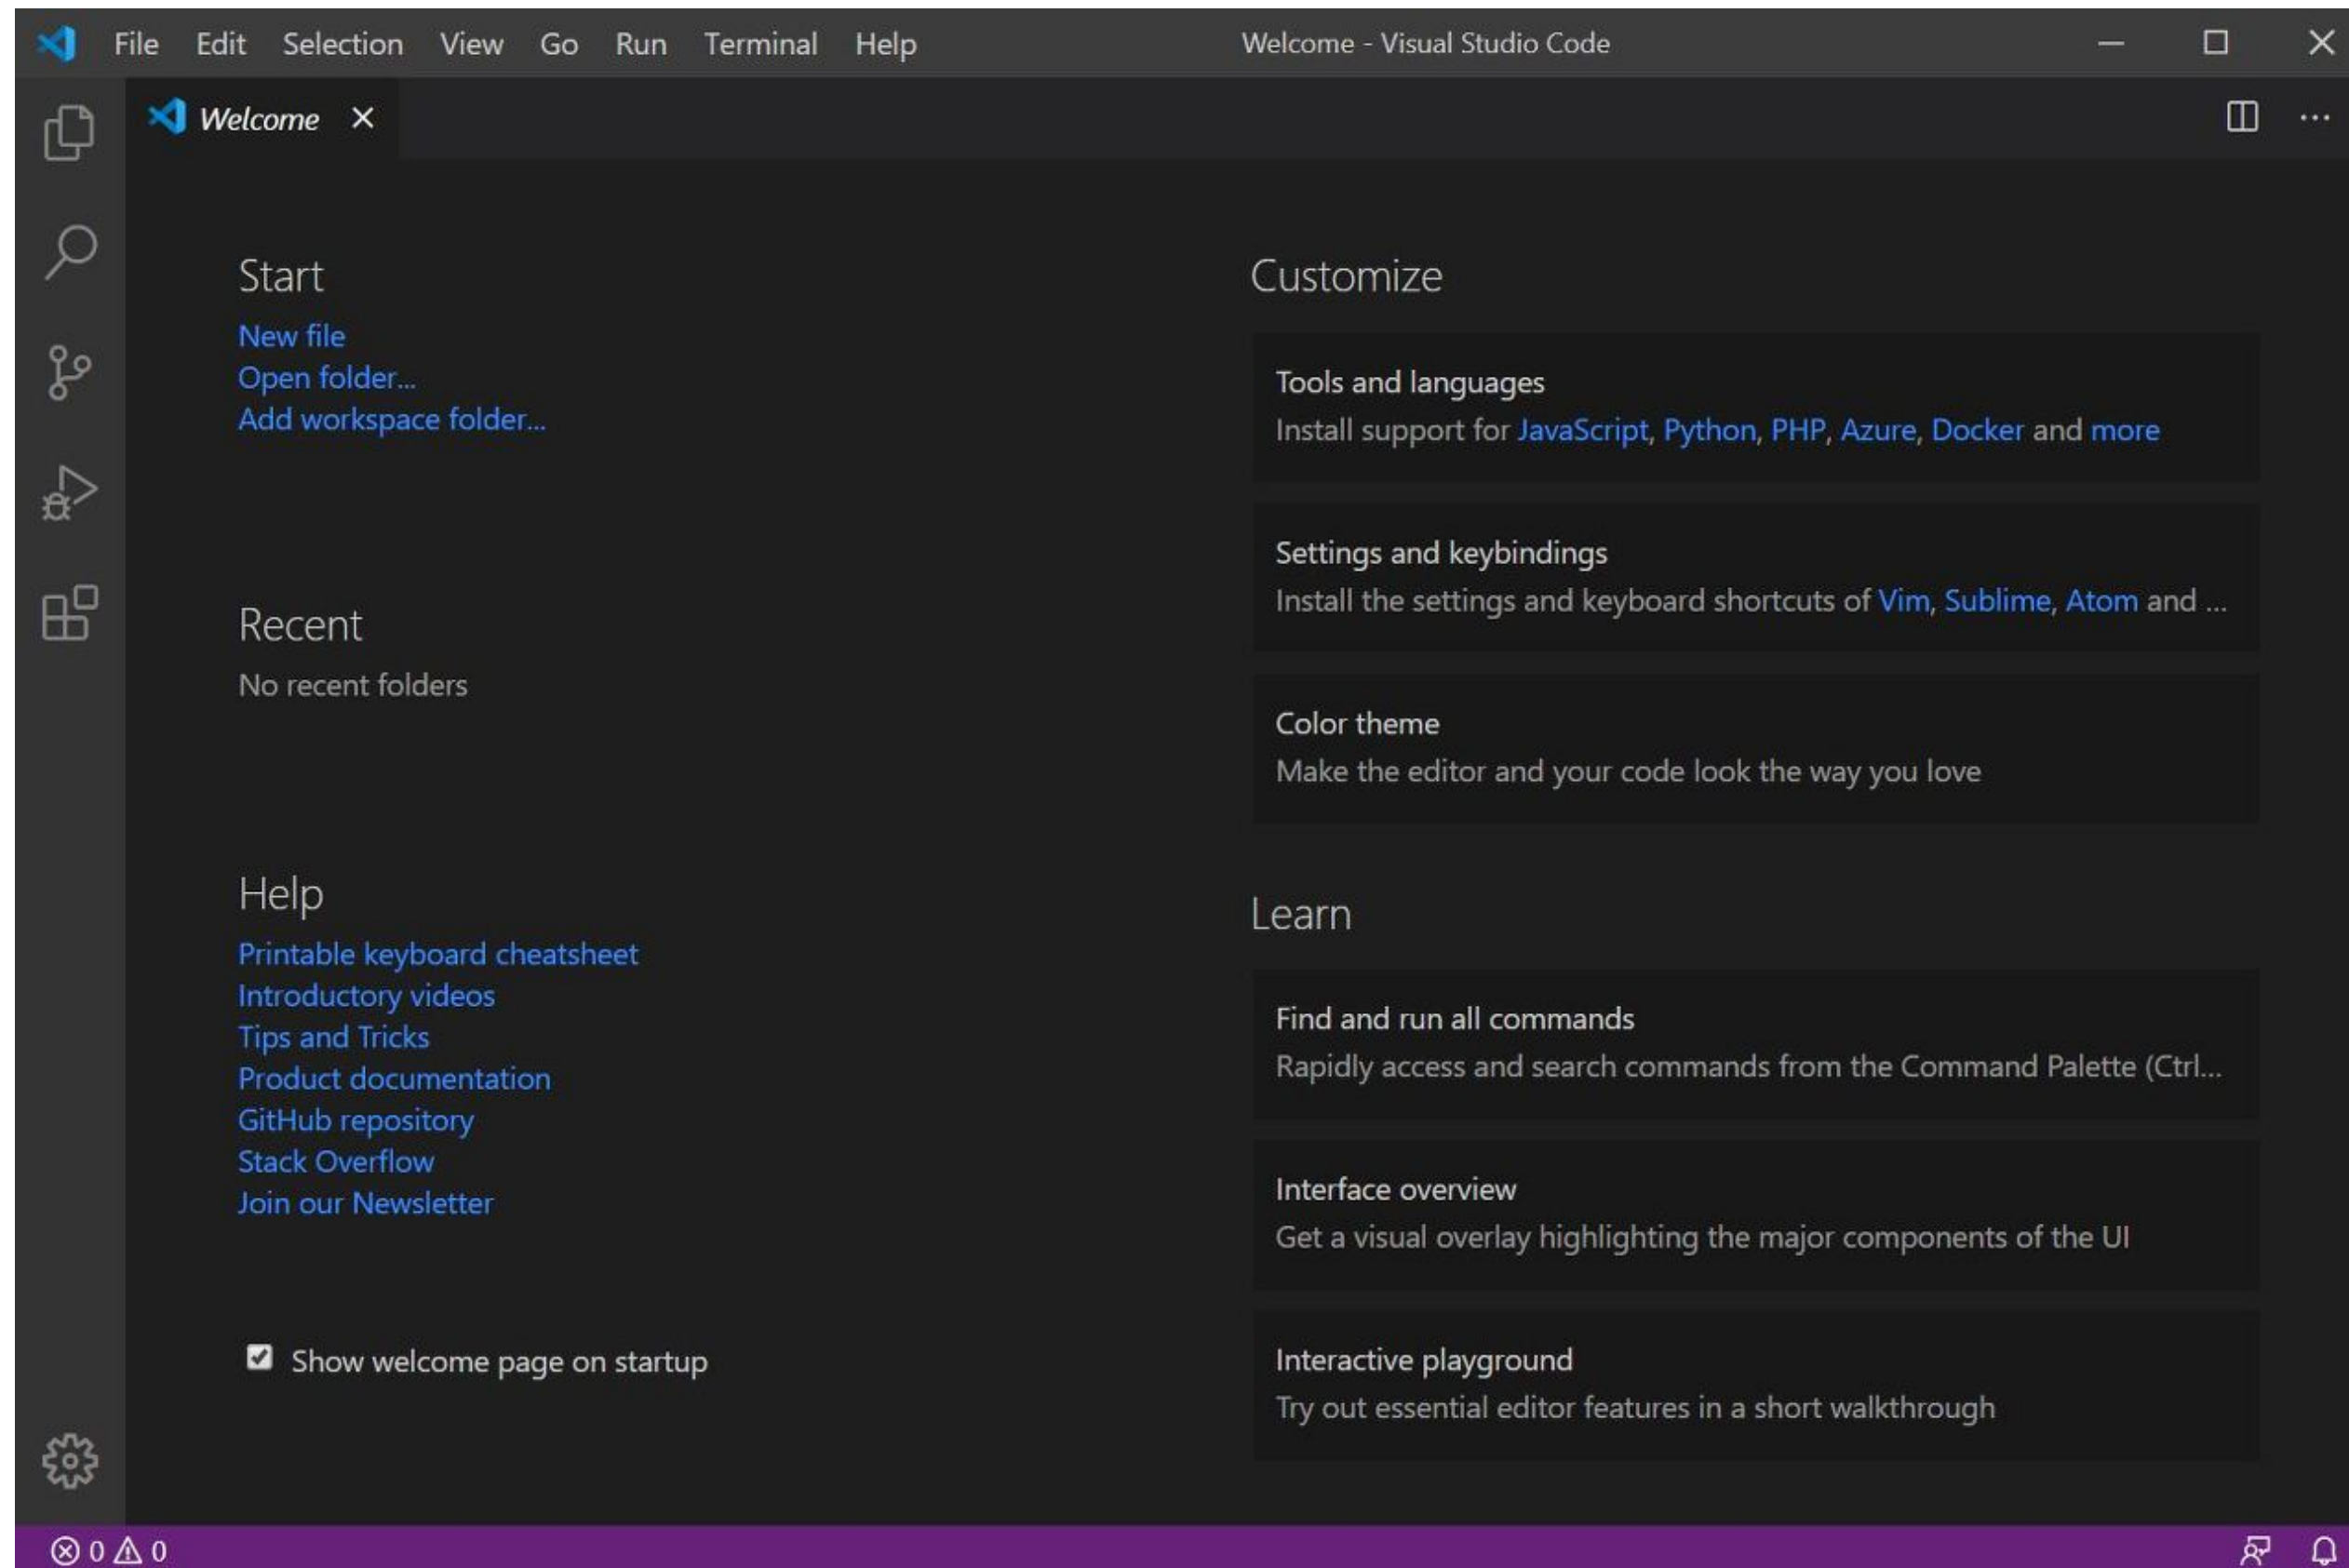 File Edit Selection View Go Run Terminal Help
Welcome - Visual Studio Code
Welcome
Start
New file
Open folder...
Add workspace folder...
Recent
No recent folders
Help
Printable keyboard cheatsheet
Introductory videos
Tips and Tricks
Product documentation
GitHub repository
Stack Overflow
Join our Newsletter
Show welcome page on startup
Customize
Tools and languages
Install support for JavaScript, Python, PHP, Azure, Docker and more
Settings and keybindings
Install the settings and keyboard shortcuts of Vim, Sublime, Atom and ...
Color theme
Make the editor and your code look the way you love
Learn
Find and run all commands
Rapidly access and search commands from the Command Palette (Ctrl...
Interface overview
Get a visual overlay highlighting the major components of the UI
Interactive playground
Try out essential editor features in a short walkthrough
0 0